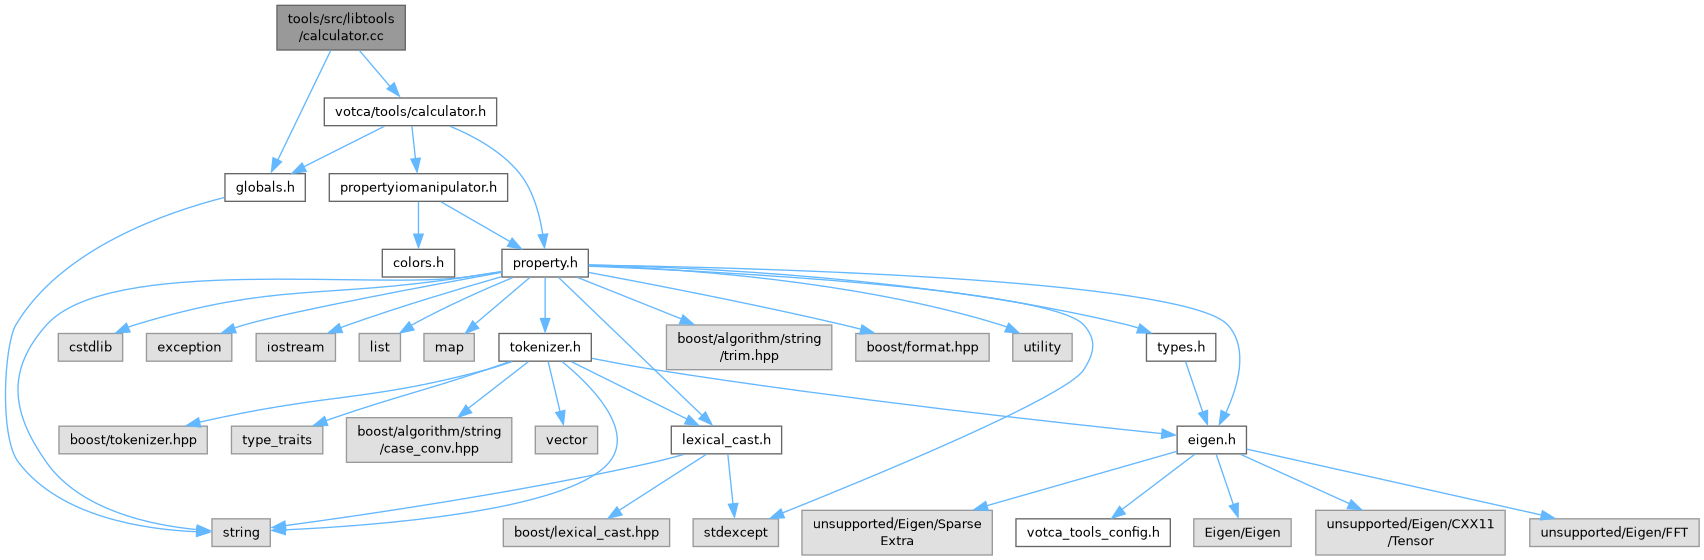 tools/src/libtools
/calculator.cc
votca/tools/calculator.h
globals.h
propertyiomanipulator.h
colors.h
property.h
cstdlib
exception
iostream
list
map
tokenizer.h
boost/algorithm/string
/trim.hpp
boost/format.hpp
utility
types.h
boost/tokenizer.hpp
type_traits
boost/algorithm/string
/case_conv.hpp
vector
lexical_cast.h
eigen.h
string
boost/lexical_cast.hpp
stdexcept
unsupported/Eigen/Sparse
Extra
votca_tools_config.h
Eigen/Eigen
unsupported/Eigen/CXX11
/Tensor
unsupported/Eigen/FFT